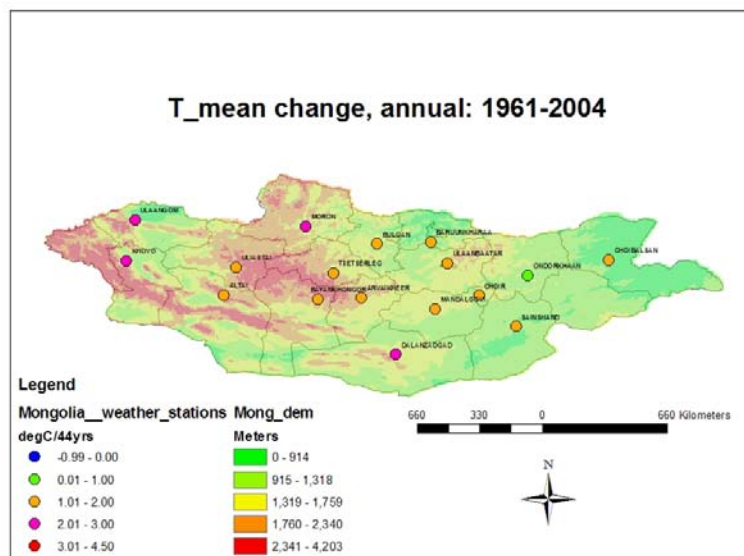 T_mean change, annual: 1961-2004
ULAANGOM
MORON
BULGAN
BARUUNKHARAA
KHOVD
ULIASTAI
TSETSERLEG
ULAANBAATAR
CHOIBALSAN
ONDORKHAAN
ALTAI
BAYANKHONGOR
ARVAIKHEER
CHOIR
MANDALGOBI
SAINSHAND
DALANZADGAD
Legend
Mongolia__weather_stations
degC/44yrs
-0.99 - 0.00
0.01 - 1.00
1.01 - 2.00
2.01 - 3.00
3.01 - 4.50
Mong_dem
Meters
0 - 914
915 - 1,318
1,319 - 1,759
1,760 - 2,340
2,341 - 4,203
660 330 0 660 Kilometers
N